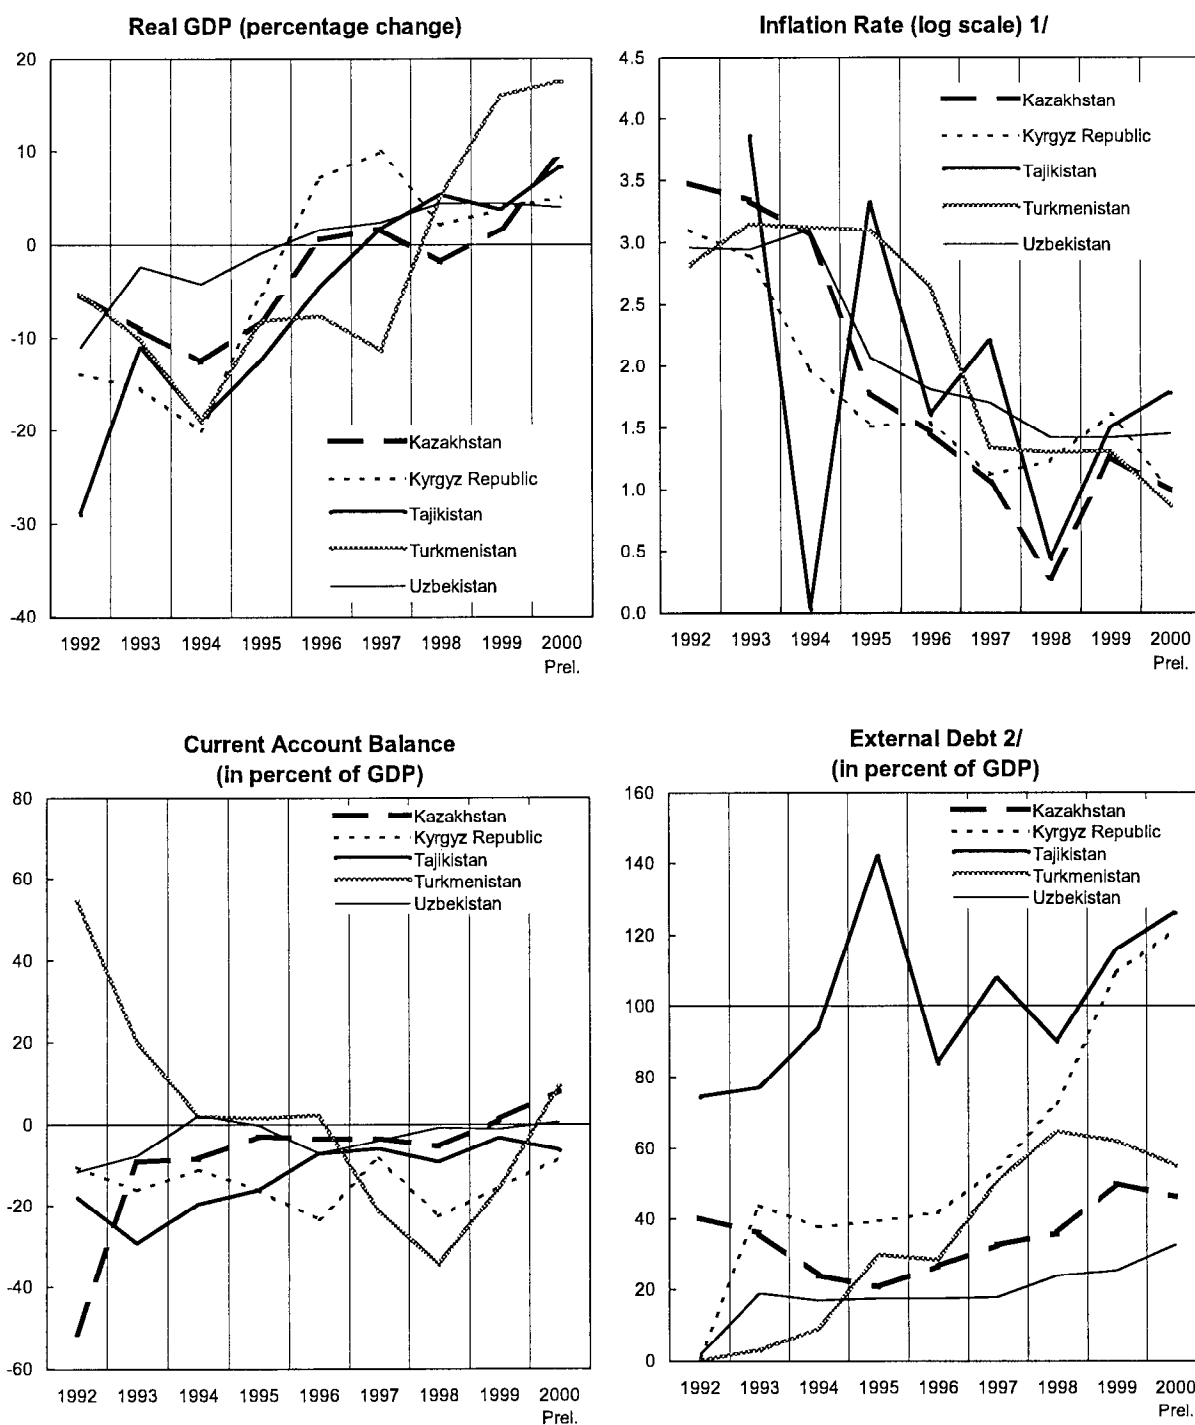 Real GDP (percentage change)
20
10
0
-10
-20
-30
-40
Kazakhstan
Kyrgyz Republic
Tajikistan
Turkmenistan
Uzbekistan
1992 1993 1994 1995 1996 1997 1998 1999 2000
Prel.
Inflation Rate (log scale) 1/
4.5
4.0
3.5
3.0
2.5
2.0
1.5
1.0
0.5
0.0
Kazakhstan
Kyrgyz Republic
Tajikistan
Turkmenistan
Uzbekistan
1992 1993 1994 1995 1996 1997 1998 1999 2000
Prel.
Current Account Balance
(in percent of GDP)
80
60
40
20
0
-20
-40
-60
Kazakhstan
Kyrgyz Republic
Tajikistan
Turkmenistan
Uzbekistan
1992 1993 1994 1995 1996 1997 1998 1999 2000
Prel.
External Debt 2/
(in percent of GDP)
160
140
120
100
80
60
40
20
0
Kazakhstan
Kyrgyz Republic
Tajikistan
Turkmenistan
Uzbekistan
1992 1993 1994 1995 1996 1997 1998 1999 2000
Prel.